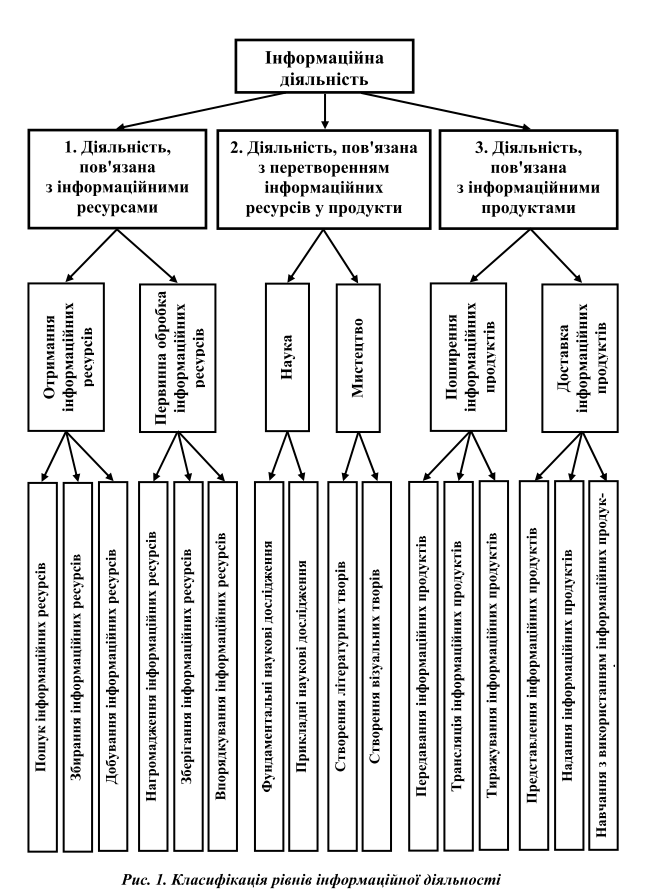 Інформаційна
діяльність
1. Діяльність,
пов'язана
з інформаційними
ресурсами
2. Діяльність, пов'язана
з перетворенням
інформаційних
ресурсів у продукти
3. Діяльність,
пов'язана
з інформаційними
продуктами
Отримання
інформаційних
ресурсів
Первинна обробка
інформаційних
ресурсів
Наука
Мистецтво
Поширення
інформаційних
продуктів
Доставка
інформаційних
продуктів
Пошук інформаційних ресурсів
Збирання інформаційних ресурсів
Добування інформаційних ресурсів
Нагромадження інформаційних ресурсів
Зберігання інформаційних ресурсів
Впорядкування інформаційних ресурсів
Фундаментальні наукові дослідження
Прикладні наукові дослідження
Створення літературних творів
Створення візуальних творів
Передавання інформаційних продуктів
Трансляція інформаційних продуктів
Тиражування інформаційних продуктів
Представлення інформаційних продуктів
Надання інформаційних продуктів
Навчання з використанням інформаційних продук-
Рис. 1. Класифікація рівнів інформаційної діяльності